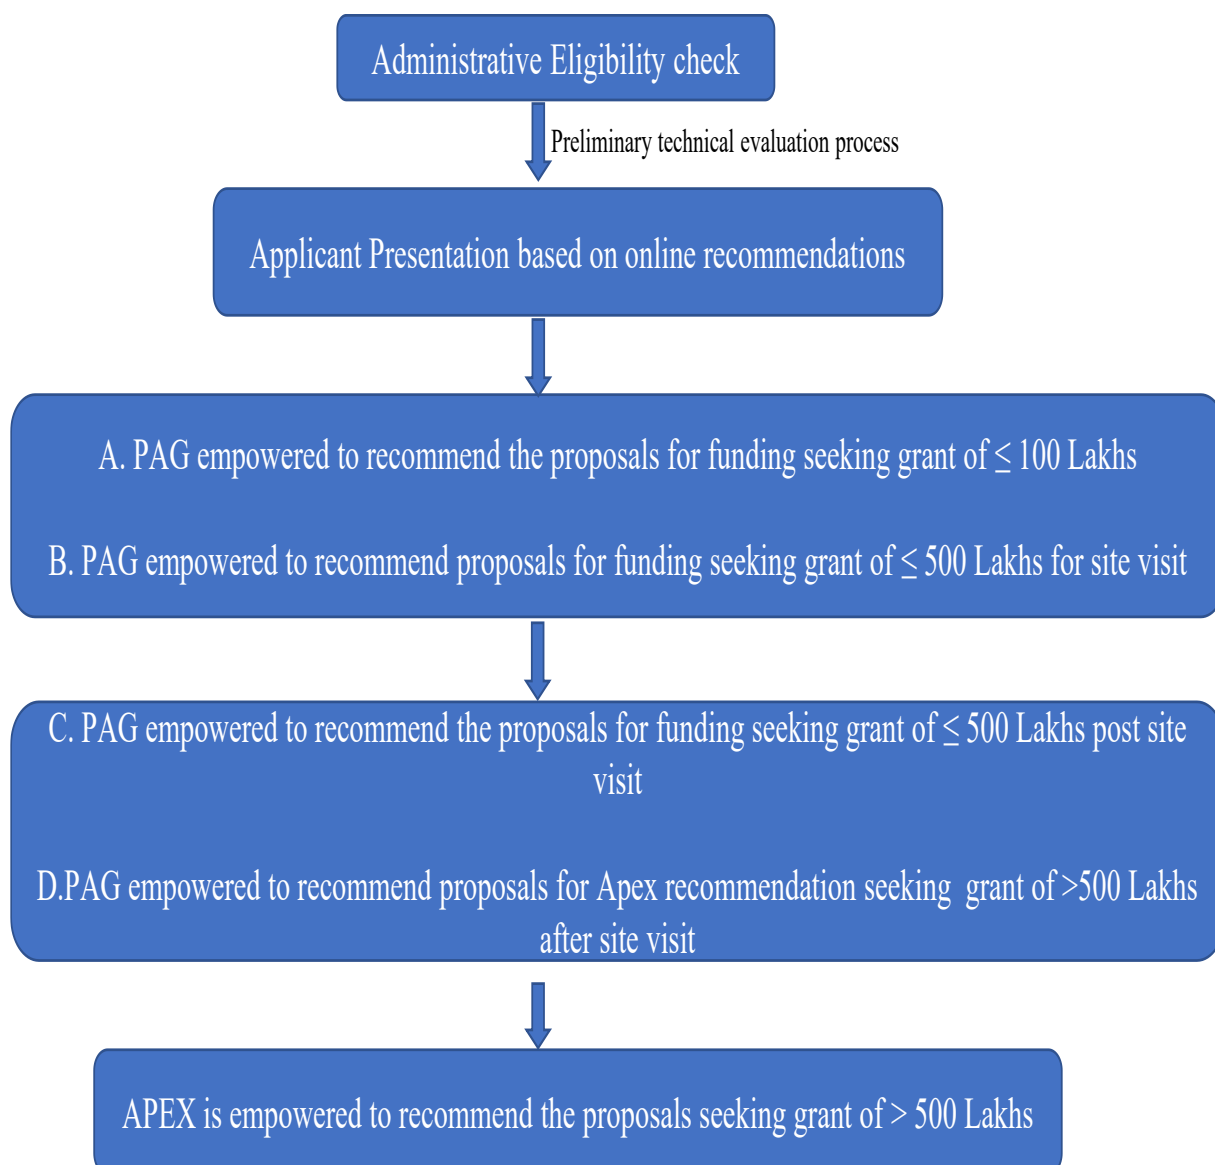 Administrative Eligibility check
Preliminary technical evaluation process
Applicant Presentation based on online recommendations
A. PAG empowered to recommend the proposals for funding seeking grant of ≤ 100 Lakhs
B. PAG empowered to recommend proposals for funding seeking grant of ≤ 500 Lakhs for site visit
C. PAG empowered to recommend the proposals for funding seeking grant of ≤ 500 Lakhs post site
visit
D.PAG empowered to recommend proposals for Apex recommendation seeking grant of >500 Lakhs
after site visit
APEX is empowered to recommend the proposals seeking grant of > 500 Lakhs